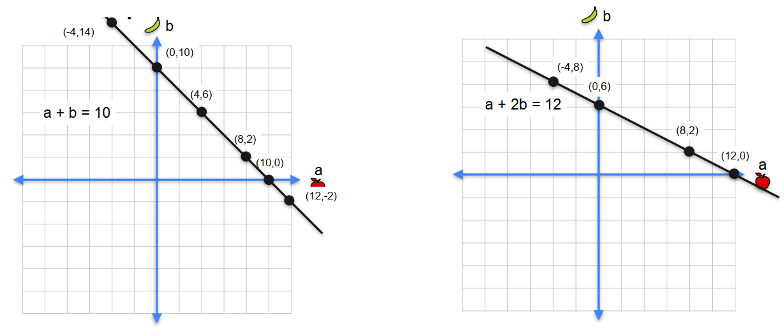 b
(-4,14)
(0,10)
(4,6)
a + b = 10
(8,2)
(10,0)
a
(12,-2)
b
(-4,8)
(0,6)
a + 2b = 12
(8,2)
(12,0)
a